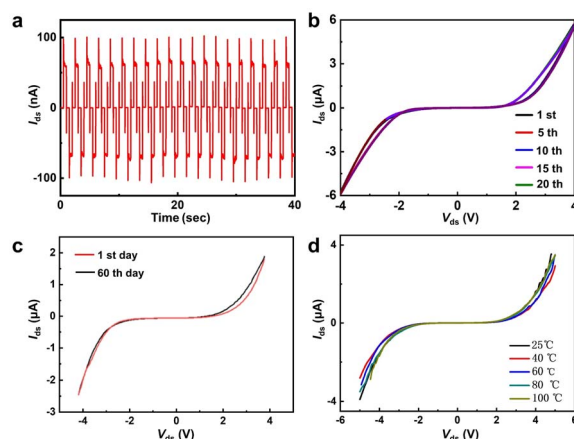 a
100
0
-100
I_ds (nA)
0 20 40
Time (sec)
b
6
3
0
-3
-6
I_ds (μA)
-4 -2 0 2 4
V_ds (V)
1 st
5 th
10 th
15 th
20 th
c
2
1
0
-1
-2
-3
I_ds (μA)
-4 -2 0 2 4
V_ds (V)
1 st day
60 th day
d
4
0
-4
I_ds (μA)
-6 -4 -2 0 2 4 6
V_ds (V)
25℃
40 ℃
60 ℃
80 ℃
100℃